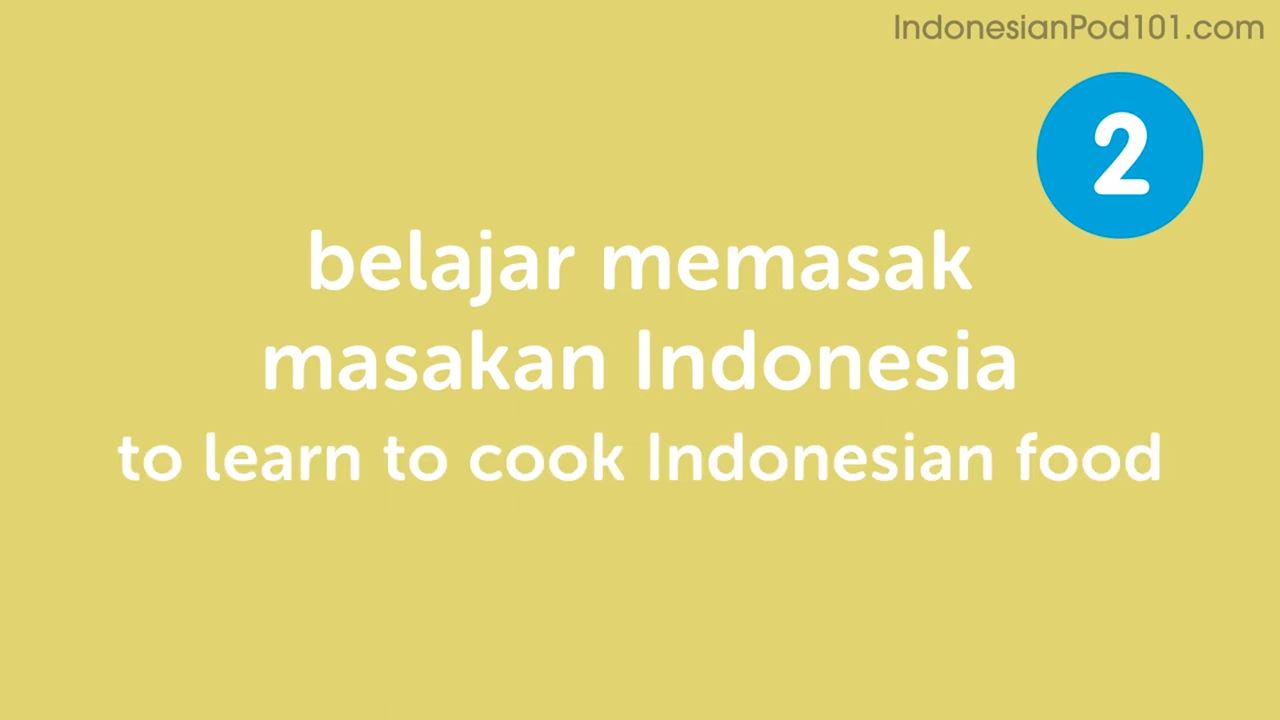 IndonesianPod101.com
2
belajar memasak
masakan Indonesia
to learn to cook Indonesian food